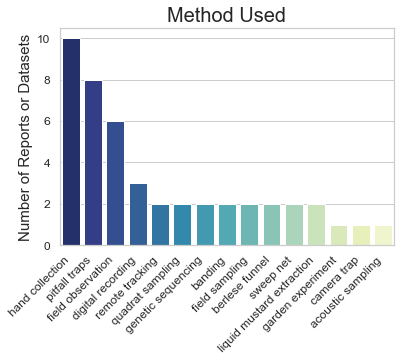 Method Used
Number of Reports or Datasets
10
8
6
4
2
0
hand collection
pitfall traps
field observation
digital recording
remote tracking
quadrat sampling
genetic sequencing
banding
field sampling
berlese funnel
sweep net
liquid mustard extraction
garden experiment
camera trap
acoustic sampling